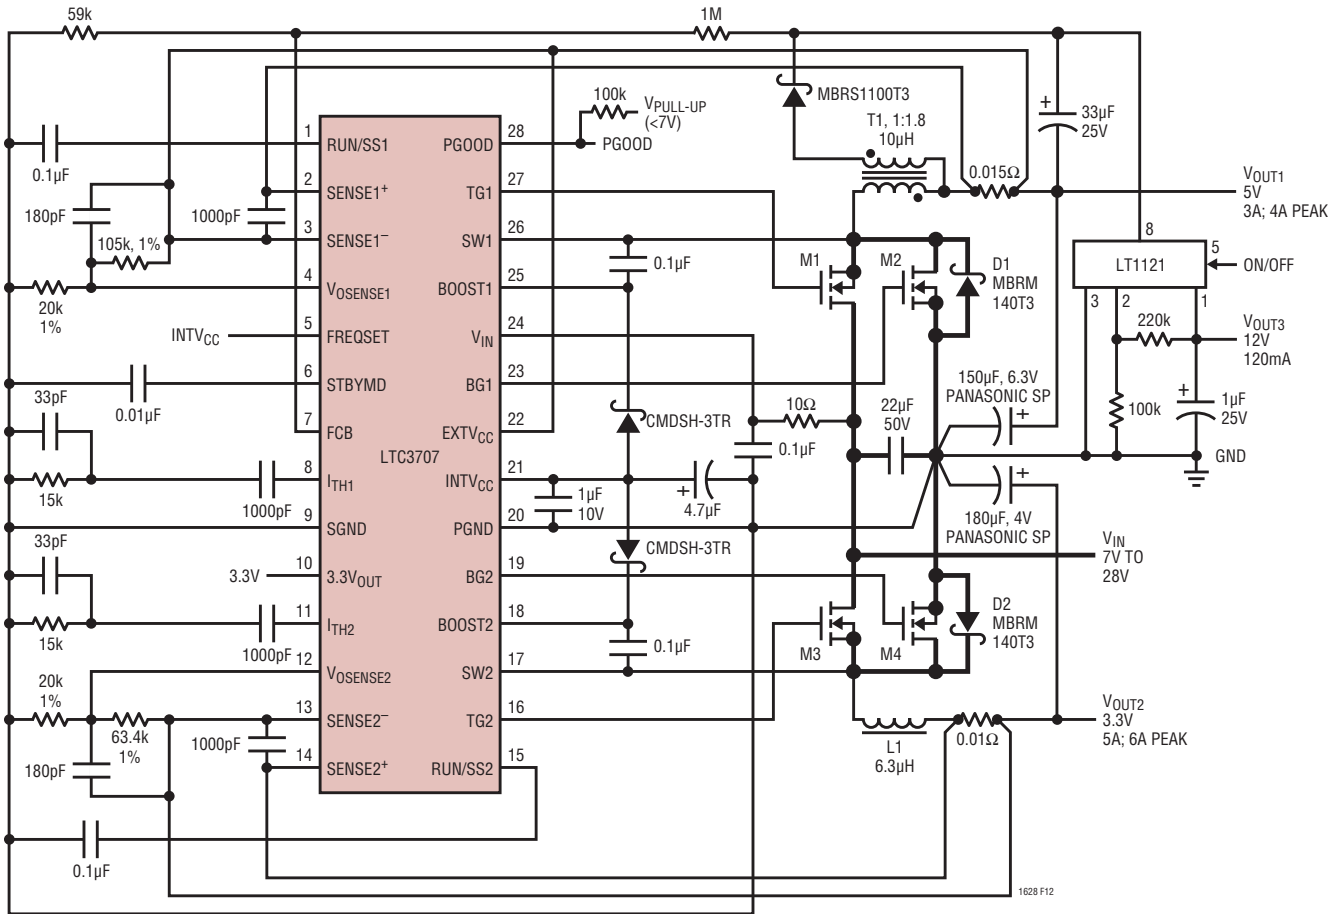 59k
1M
MBRS1100T3
33µF
25V
100k
VPULL-UP
(<7V)
PGOOD
T1, 1:1.8
10µH
0.015Ω
VOUT1
5V
3A; 4A PEAK
0.1µF
180pF
1000pF
105k, 1%
20k
1%
INTVCC
33pF
0.01µF
15k
1000pF
33pF
3.3V
15k
1000pF
20k
1%
63.4k
1%
180pF
1000pF
0.1µF
1
2
3
4
5
6
7
8
9
10
11
12
13
14
RUN/SS1
SENSE1+
SENSE1–
VOSENSE1
FREQSET
STBYMD
FCB
ITH1
SGND
3.3VOUT
ITH2
VOSENSE2
SENSE2–
SENSE2+
LTC3707
PGOOD
TG1
SW1
BOOST1
VIN
BG1
EXTVCC
INTVCC
PGND
BG2
BOOST2
SW2
TG2
RUN/SS2
28
27
26
25
24
23
22
21
20
19
18
17
16
15
0.1µF
CMDSH-3TR
10Ω
0.1µF
1µF
10V
+
4.7µF
CMDSH-3TR
0.1µF
M1
M2
D1
MBRM
140T3
22µF
50V
150µF, 6.3V
PANASONIC SP
+
+
180µF, 4V
PANASONIC SP
M3
M4
D2
MBRM
140T3
L1
6.3µH
0.01Ω
+
8
LT1121
5
ON/OFF
3
2
1
220k
100k
+
1µF
25V
VOUT3
12V
120mA
GND
VIN
7V TO
28V
VOUT2
3.3V
5A; 6A PEAK
1628 F12